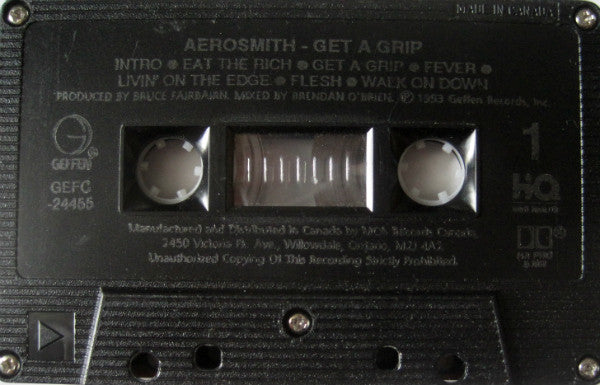 MADE IN CANADA
AEROSMITH - GET A GRIP
INTRO ● EAT THE RICH ● GET A GRIP ● FEVER ●
LIVIN' ON THE EDGE ● FLESH ● WALK ON DOWN
PRODUCED BY BRUCE FAIRBAIRN. MIXED BY BRENDAN O'BRIEN. Ⓟ 1993 Geffen Records, Inc.
G
GEFFEN®
GEFC
-24455
1
HQ
Manufactured and Distributed in Canada by MCA Records Canada,
2450 Victoria Pk. Ave., Willowdale, Ontario, M2J 4A2.
Unauthorized Copying Of This Recording Strictly Prohibited.